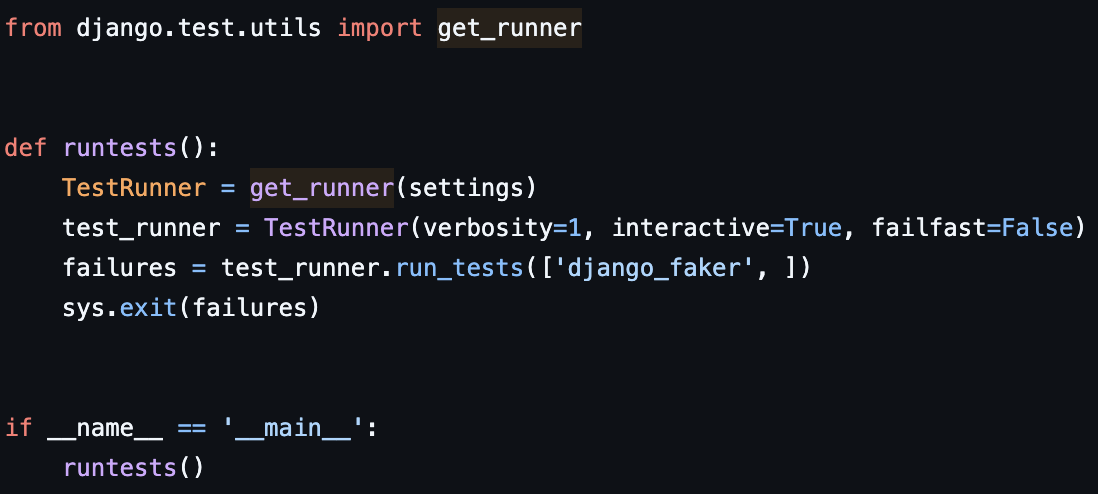 from django.test.utils import get_runner
def runtests():
    TestRunner = get_runner(settings)
    test_runner = TestRunner(verbosity=1, interactive=True, failfast=False)
    failures = test_runner.run_tests(['django_faker', ])
    sys.exit(failures)
if __name__ == '__main__':
    runtests()